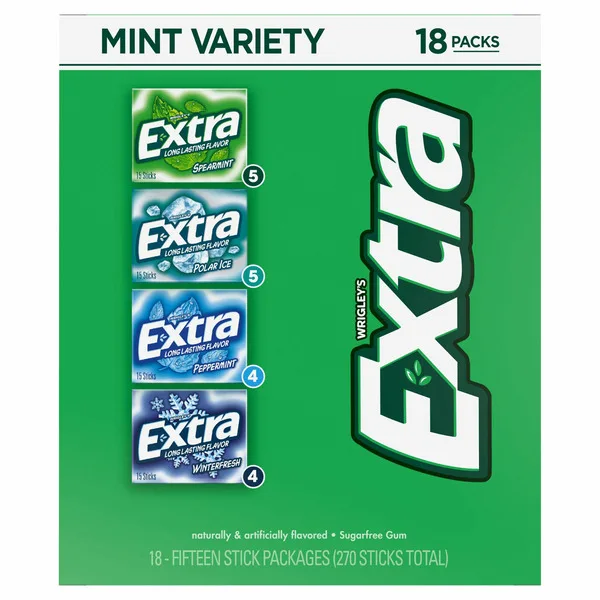 MINT VARIETY
18 PACKS
Extra
LONG LASTING FLAVOR
SPEARMINT
15 Sticks
5
Extra
LONG LASTING FLAVOR
POLAR ICE
15 Sticks
5
Extra
LONG LASTING FLAVOR
PEPPERMINT
15 Sticks
4
Extra
LONG LASTING FLAVOR
WINTERFRESH
15 Sticks
4
WRIGLEY'S
Extra
naturally & artificially flavored • Sugarfree Gum
18 - FIFTEEN STICK PACKAGES (270 STICKS TOTAL)